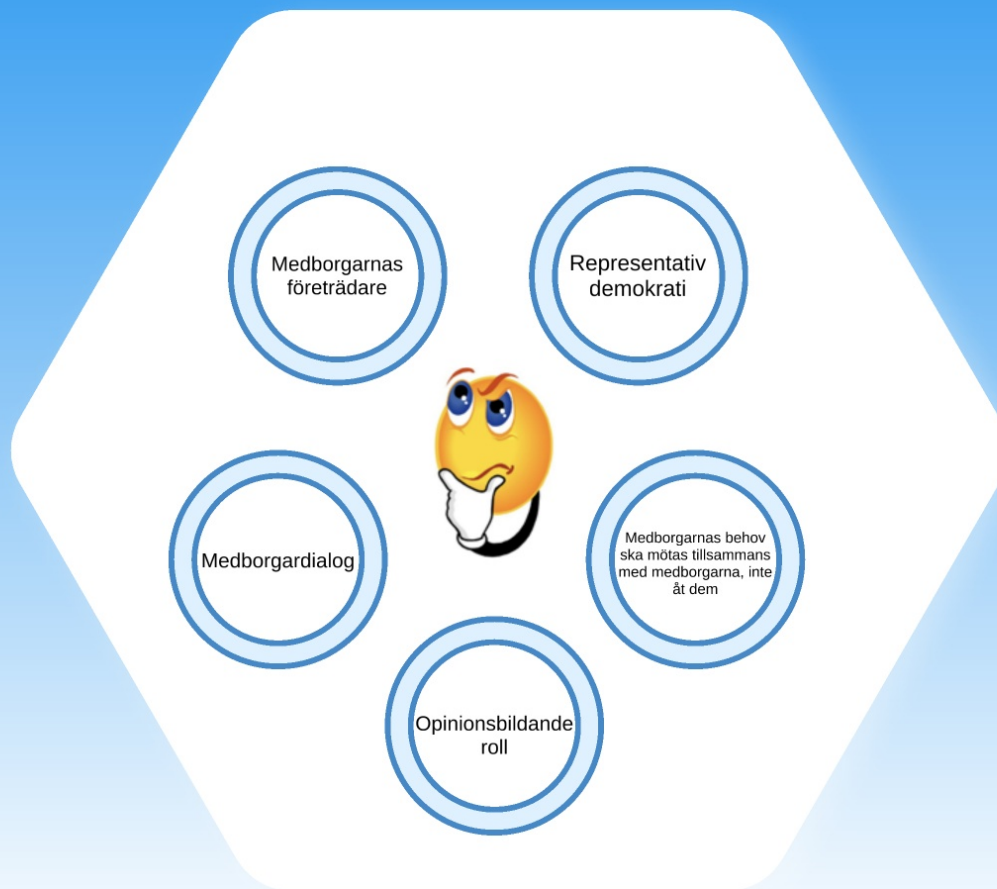 Medborgarnas
företrädare
Representativ
demokrati
Medborgardialog
Medborgarnas behov
ska mötas tillsammans
med medborgarna, inte
åt dem
Opinionsbildande
roll